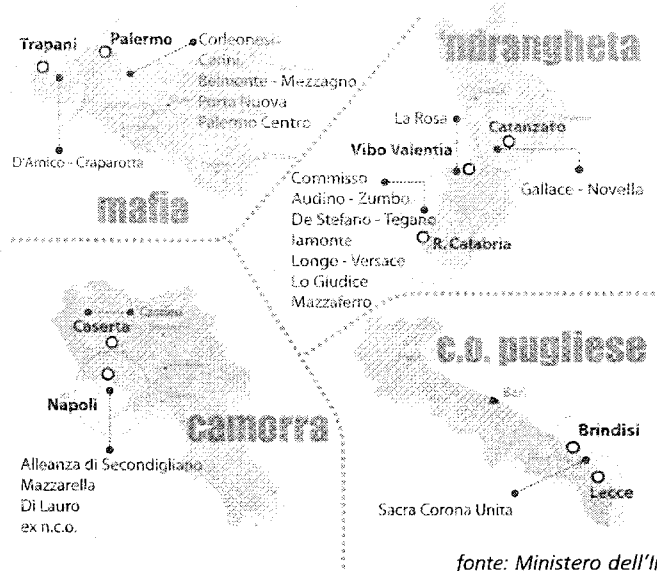 Trapani
Palermo
Corleonesi
Carini
Belmonte - Mezzagno
Porta Nuova
Palermo Centro
D'Amico - Craparotta
mafia
'ndrangheta
La Rosa
Catanzaro
Vibo Valentia
Gallace - Novella
Commisso
Audino - Zumbo
De Stefano - Tegano
Iamonte
Longo - Versace
Lo Giudice
Mazzaferro
R. Calabria
Caserta
Napoli
camorra
Alleanza di Secondigliano
Mazzarella
Di Lauro
ex n.c.o.
c.o. pugliese
Bari
Brindisi
Lecce
Sacra Corona Unita
fonte: Ministero dell'I